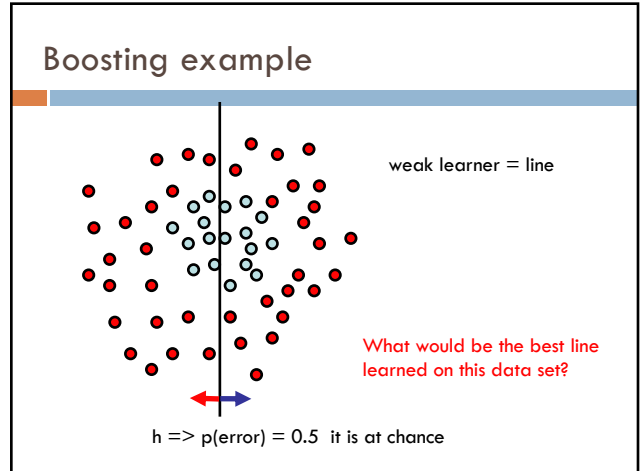 Boosting example
weak learner = line
What would be the best line
learned on this data set?
h => p(error) = 0.5 it is at chance